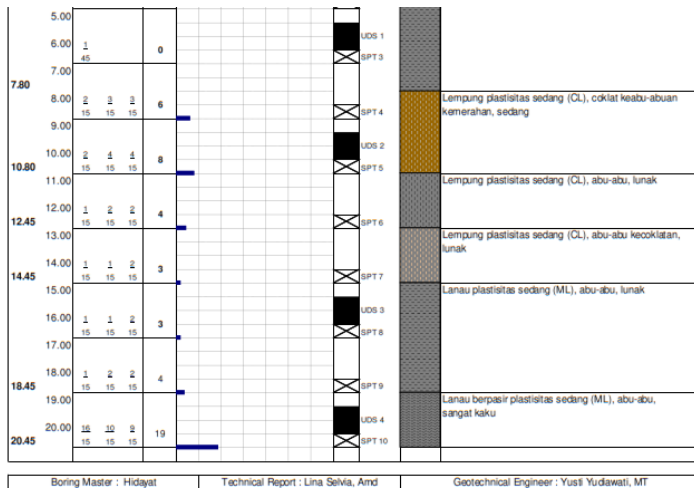 5.00
UDS 1
6.00 1 0
45 SPT 3
7.00
7.80
8.00 2 3 3 6 Lempung plastisitas sedang (CL), coklat keabu-abuan
15 15 15 SPT 4 kemerahan, sedang
9.00
UDS 2
10.00 2 4 4 8
10.80 15 15 15 SPT 5
11.00 Lempung plastisitas sedang (CL), abu-abu, lunak
12.00 1 2 2 4
12.45 15 15 15 SPT 6
13.00 Lempung plastisitas sedang (CL), abu-abu kecoklatan,
lunak
14.00 1 1 2 3
14.45 15 15 15 SPT 7
15.00 Lanau plastisitas sedang (ML), abu-abu, lunak
UDS 3
16.00 1 1 2 3
15 15 15 SPT 8
17.00
18.00 1 2 2 4
18.45 15 15 15 SPT 9
19.00 Lanau berpasir plastisitas sedang (ML), abu-abu,
sangat kaku
UDS 4
20.00 16 10 9 19
20.45 15 15 15 SPT 10
Boring Master : Hidayat Technical Report : Lina Selvia, Amd Geotechnical Engineer : Yusti Yudiawati, MT